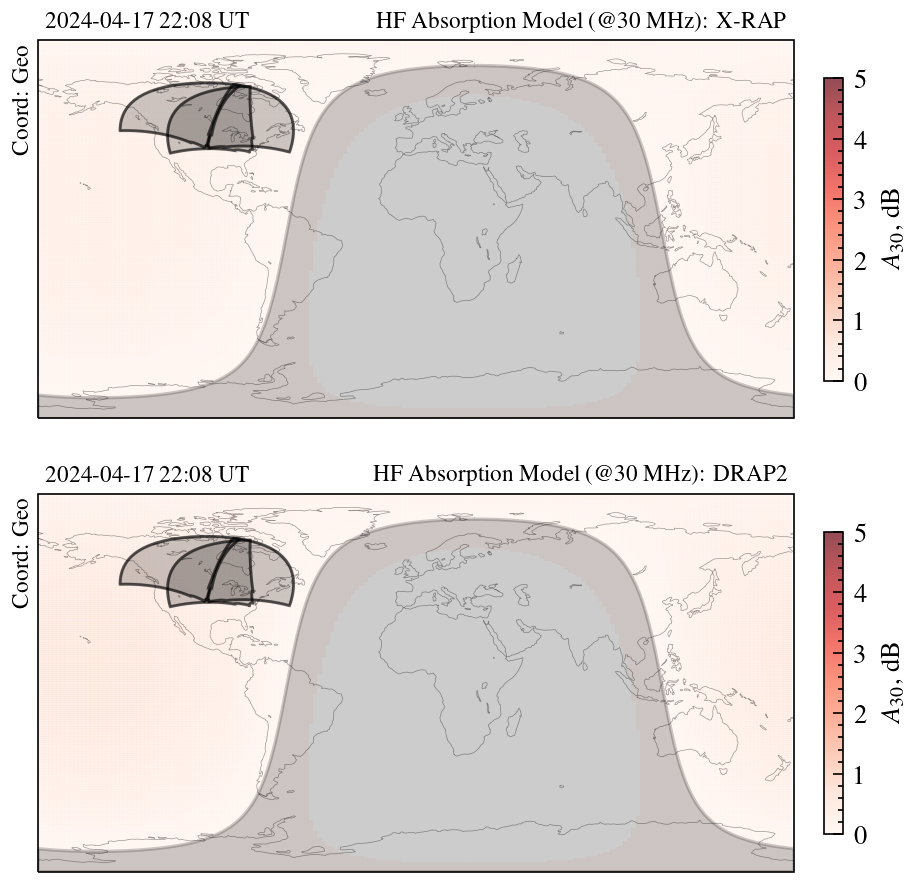 2024-04-17 22:08 UT
HF Absorption Model (@30 MHz): X-RAP
Coord: Geo
5
4
3
2
1
0
A30, dB
2024-04-17 22:08 UT
HF Absorption Model (@30 MHz): DRAP2
Coord: Geo
5
4
3
2
1
0
A30, dB